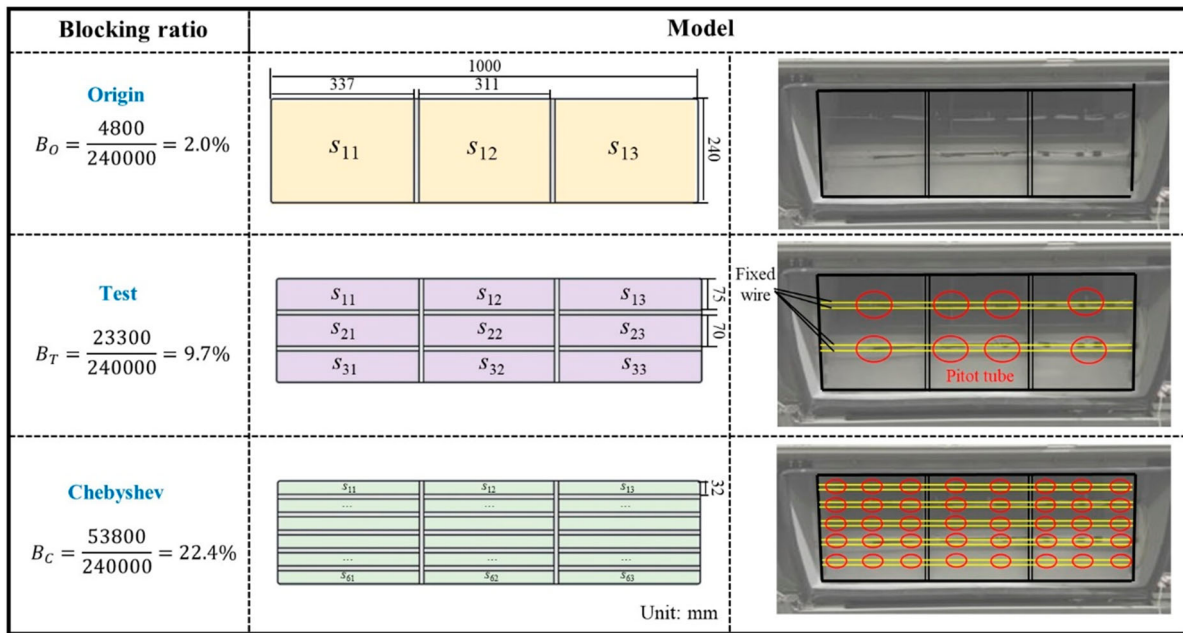 Blocking ratio
Model
Origin
B_O = 4800/240000 = 2.0%
1000
337
311
240
S11
S12
S13
Test
B_T = 23300/240000 = 9.7%
S11
S12
S13
75
S21
S22
S23
70
S31
S32
S33
Fixed
wire
Pitot tube
Chebyshev
B_C = 53800/240000 = 22.4%
S11
S12
S13
32
...
...
...
...
S61
S62
S63
Unit: mm